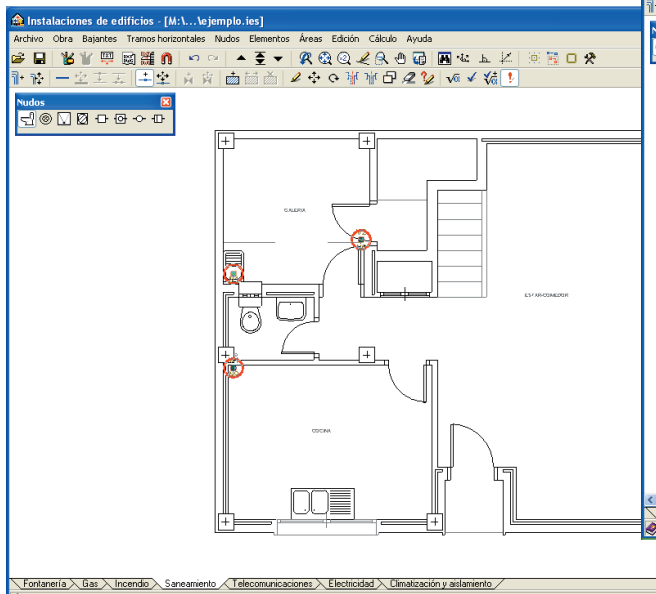 Instalaciones de edificios - [M:\...\ejemplo.ies]
Archivo Obra Bajantes Tramos horizontales Nudos Elementos Áreas Edición Cálculo Ayuda
Nudos
GALERIA
ESTAR-COMEDOR
COCINA
Fontanería Gas Incendio Saneamiento Telecomunicaciones Electricidad Climatización y aislamiento